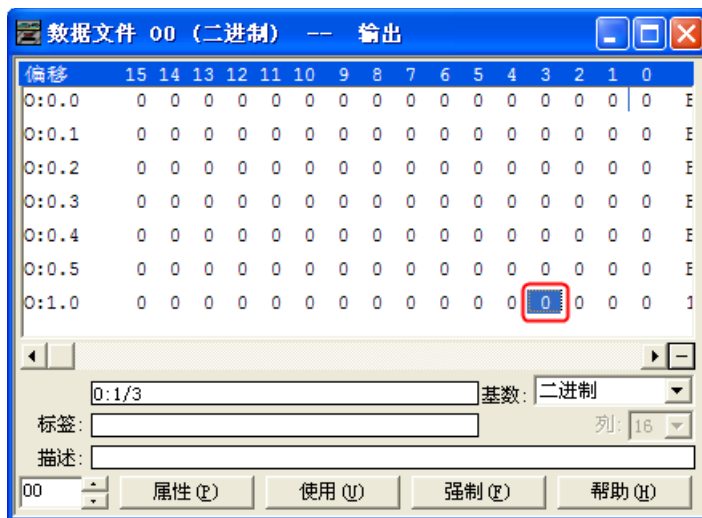 数据文件 O0 (二进制) -- 输出
偏移 15 14 13 12 11 10 9 8 7 6 5 4 3 2 1 0
O:0.0 0 0 0 0 0 0 0 0 0 0 0 0 0 0 0 0
O:0.1 0 0 0 0 0 0 0 0 0 0 0 0 0 0 0 0
O:0.2 0 0 0 0 0 0 0 0 0 0 0 0 0 0 0 0
O:0.3 0 0 0 0 0 0 0 0 0 0 0 0 0 0 0 0
O:0.4 0 0 0 0 0 0 0 0 0 0 0 0 0 0 0 0
O:0.5 0 0 0 0 0 0 0 0 0 0 0 0 0 0 0 0
O:1.0 0 0 0 0 0 0 0 0 0 0 0 0 0 0 0 0 1
O:1/3 基数: 二进制
标签: 列: 16
描述:
O0 属性(P) 使用(U) 强制(F) 帮助(H)